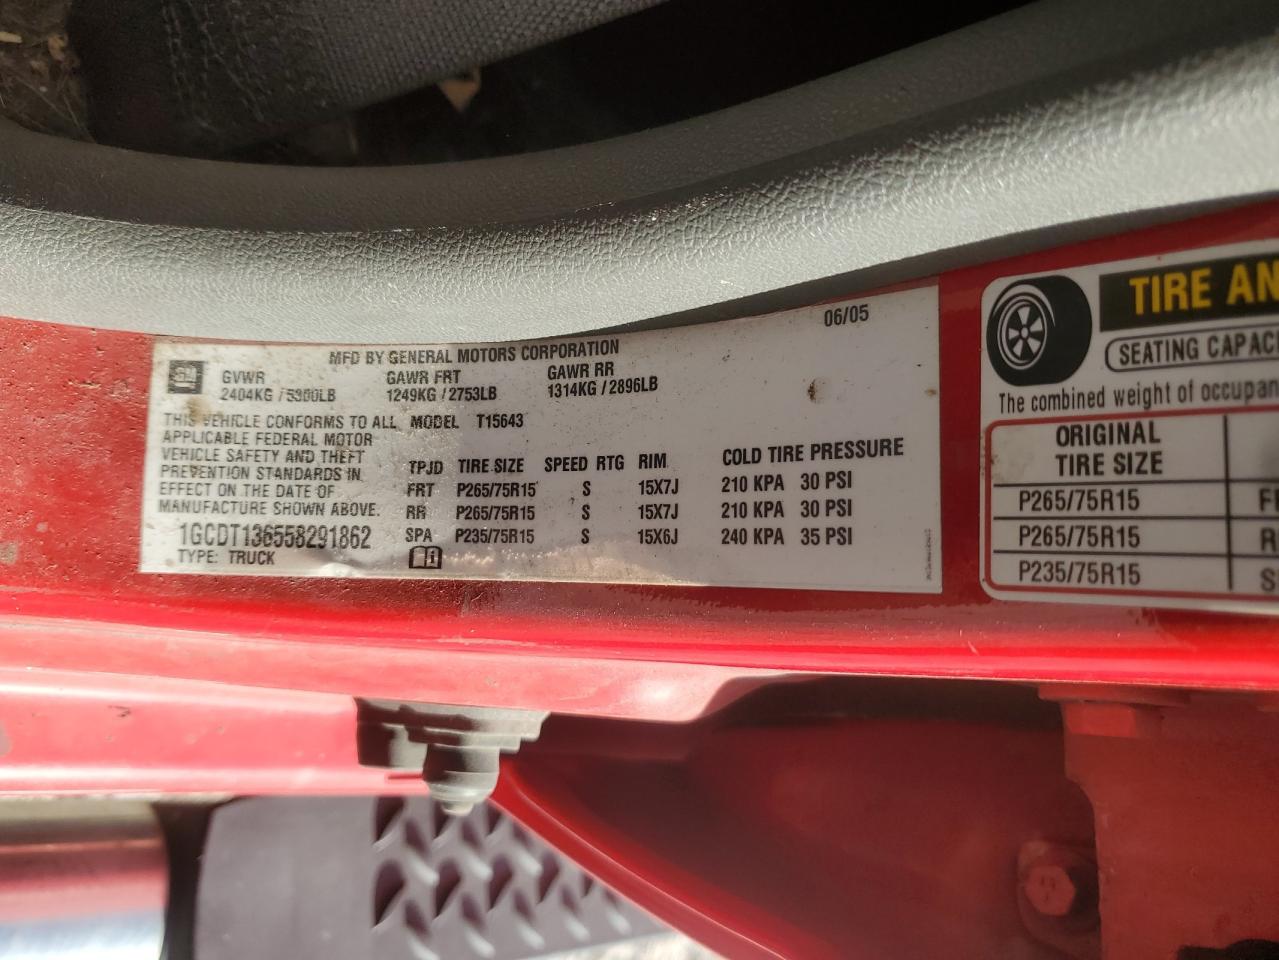 06/05
MFD BY GENERAL MOTORS CORPORATION
GM
GVWR GAWR FRT GAWR RR
2404KG / 5300LB 1249KG / 2753LB 1314KG / 2896LB
THIS VEHICLE CONFORMS TO ALL MODEL T15643
APPLICABLE FEDERAL MOTOR
VEHICLE SAFETY AND THEFT
PREVENTION STANDARDS IN
EFFECT ON THE DATE OF
MANUFACTURE SHOWN ABOVE.
1GCDT136558291862
TYPE: TRUCK
TPJD TIRE SIZE SPEED RTG RIM COLD TIRE PRESSURE
FRT P265/75R15 S 15X7J 210 KPA 30 PSI
RR P265/75R15 S 15X7J 210 KPA 30 PSI
SPA P235/75R15 S 15X6J 240 KPA 35 PSI
TIRE AN
SEATING CAPAC
The combined weight of occupan
ORIGINAL
TIRE SIZE
P265/75R15 F
P265/75R15 R
P235/75R15 S